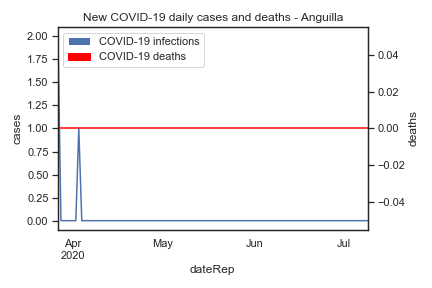 New COVID-19 daily cases and deaths - Anguilla
COVID-19 infections
COVID-19 deaths
2.00
1.75
1.50
1.25
1.00
0.75
0.50
0.25
0.00
cases
0.04
0.02
0.00
−0.02
−0.04
deaths
Apr
2020
May
Jun
Jul
dateRep